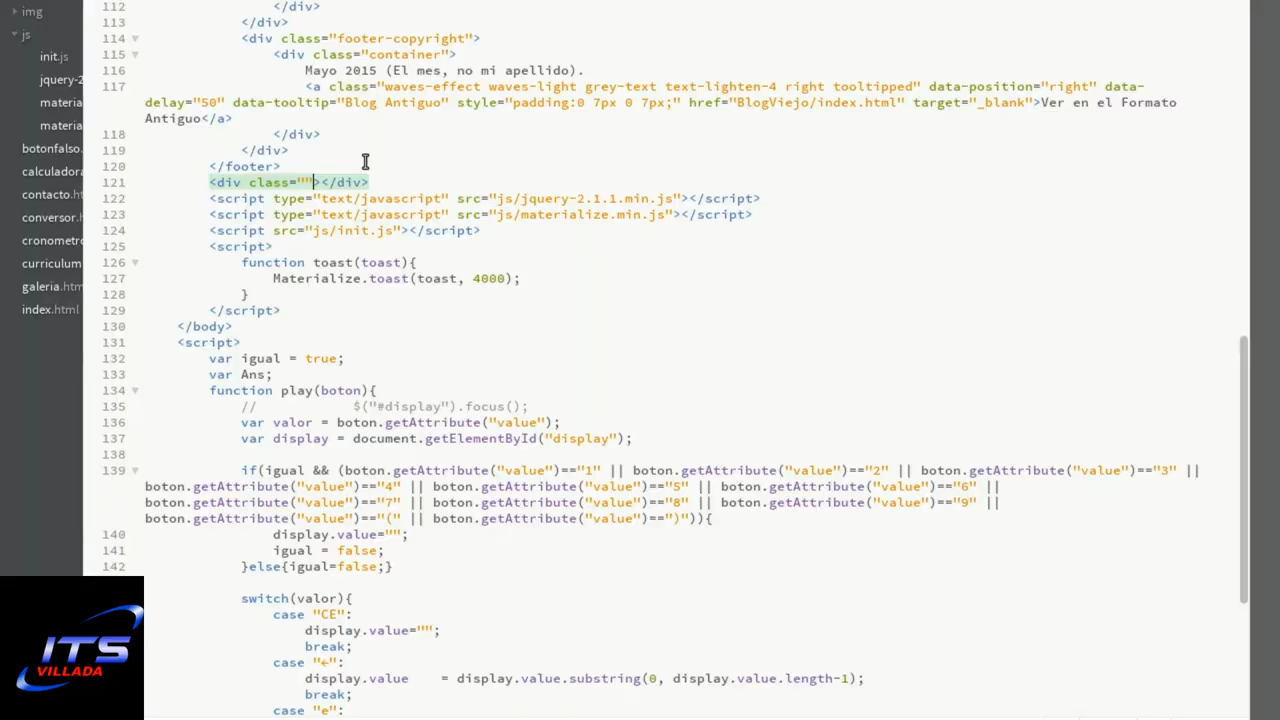 img
js
init.js
jquery-2
materia
materia
botonfalso.
calculadora
contacto.ht
conversor.h
cronometro
curriculum
galeria.htm
index.html
112 </div>
113 </div>
114 <div class="footer-copyright">
115 <div class="container">
116 Mayo 2015 (El mes, no mi apellido).
117 <a class="waves-effect waves-light grey-text text-lighten-4 right tooltipped" data-position="right" data-
delay="50" data-tooltip="Blog Antiguo" style="padding:0 7px 0 7px;" href="BlogViejo/index.html" target="_blank">Ver en el Formato
Antiguo</a>
118 </div>
119 </div>
120 </footer>
121 <div class=""></div>
122 <script type="text/javascript" src="js/jquery-2.1.1.min.js"></script>
123 <script type="text/javascript" src="js/materialize.min.js"></script>
124 <script src="js/init.js"></script>
125 <script>
126 function toast(toast){
127 Materialize.toast(toast, 4000);
128 }
129 </script>
130 </body>
131 <script>
132 var igual = true;
133 var Ans;
134 function play(boton){
135 // $("#display").focus();
136 var valor = boton.getAttribute("value");
137 var display = document.getElementById("display");
138
139 if(igual && (boton.getAttribute("value")=="1" || boton.getAttribute("value")=="2" || boton.getAttribute("value")=="3" ||
boton.getAttribute("value")=="4" || boton.getAttribute("value")=="5" || boton.getAttribute("value")=="6" ||
boton.getAttribute("value")=="7" || boton.getAttribute("value")=="8" || boton.getAttribute("value")=="9" ||
boton.getAttribute("value")=="(" || boton.getAttribute("value")==")")){
140 display.value="";
141 igual = false;
142 }else{igual=false;}
switch(valor){
case "CE":
display.value="";
break;
case "←":
display.value = display.value.substring(0, display.value.length-1);
break;
case "e":
ITS
VILLADA